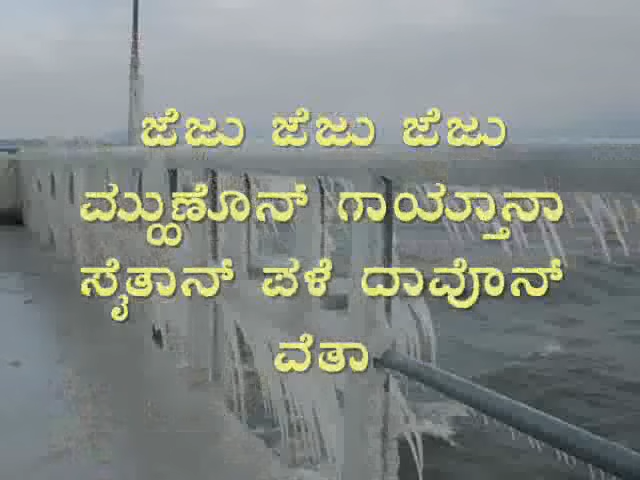 ಜೆಜು ಜೆಜು ಜೆಜು
ಮ್ಹುಣೊನ್ ಗಾಯ್ತಾನಾ
ಸೈತಾನ್ ಪಳೆ ದಾವೊನ್
ವೆತಾ